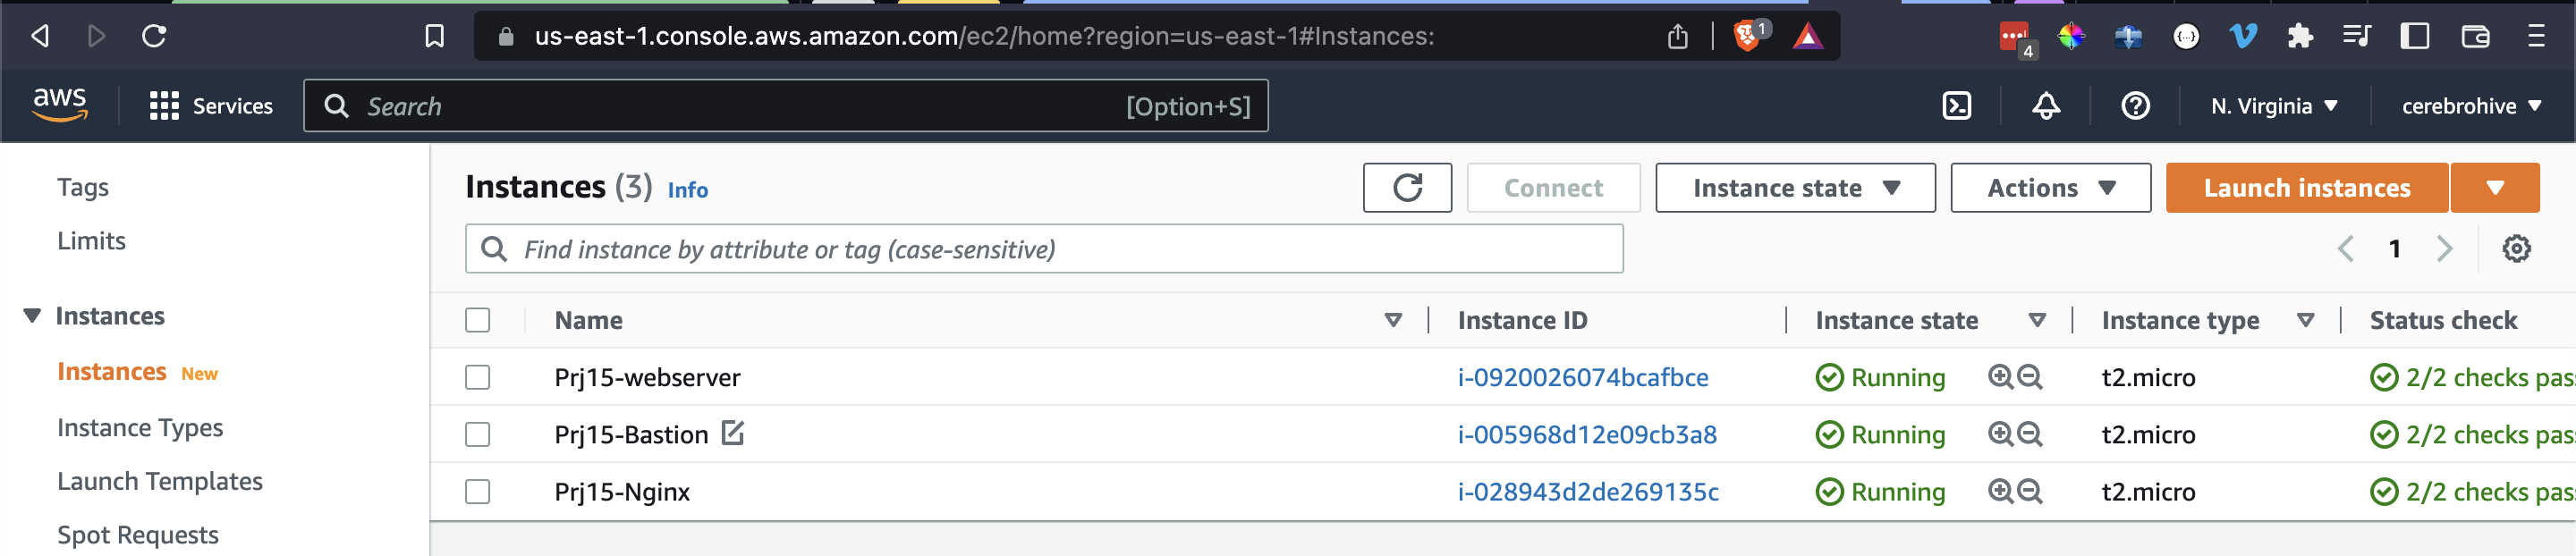 us-east-1.console.aws.amazon.com/ec2/home?region=us-east-1#Instances:
1
4
aws
Services
Search
[Option+S]
N. Virginia
cerebrohive
Tags
Limits
Instances
Instances New
Instance Types
Launch Templates
Spot Requests
Instances (3) Info
Connect
Instance state
Actions
Launch instances
Find instance by attribute or tag (case-sensitive)
1
Name Instance ID Instance state Instance type Status check
Prj15-webserver i-0920026074bcafbce Running t2.micro 2/2 checks pas
Prj15-Bastion i-005968d12e09cb3a8 Running t2.micro 2/2 checks pas
Prj15-Nginx i-028943d2de269135c Running t2.micro 2/2 checks pas